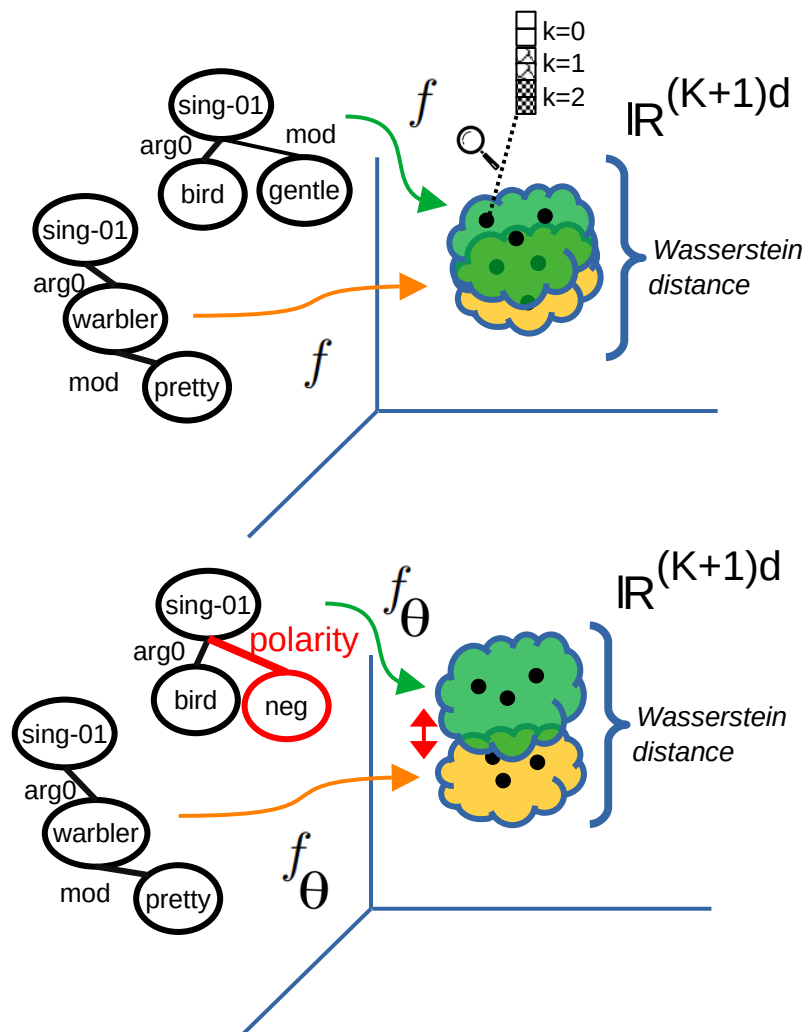 k=0
k=1
k=2
f
ℝ^(K+1)d
sing-01
arg0
mod
bird
gentle
sing-01
arg0
warbler
mod
pretty
f
Wasserstein
distance
ℝ^(K+1)d
sing-01
f_θ
arg0
polarity
bird
neg
sing-01
arg0
warbler
mod
pretty
f_θ
Wasserstein
distance